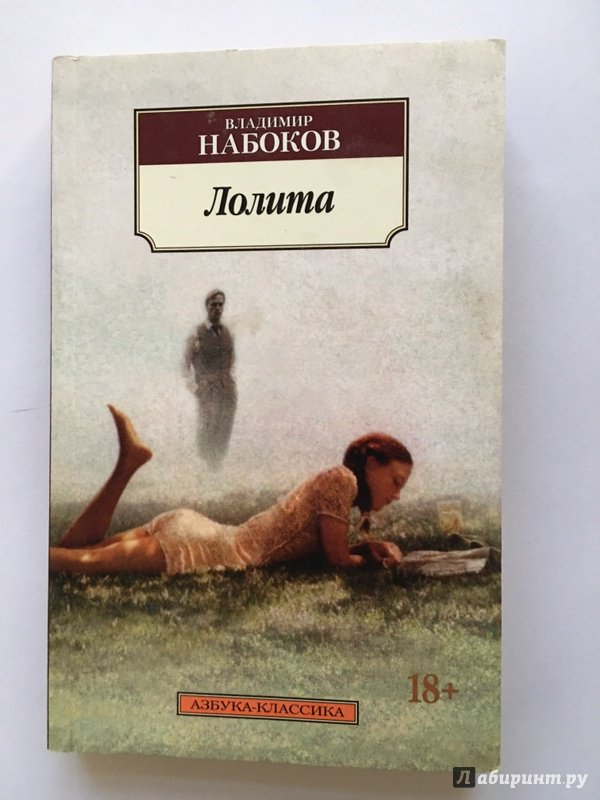 ВЛАДИМИР
НАБОКОВ
Лолита
18+
АЗБУКА-КЛАССИКА
Лабиринт.ру